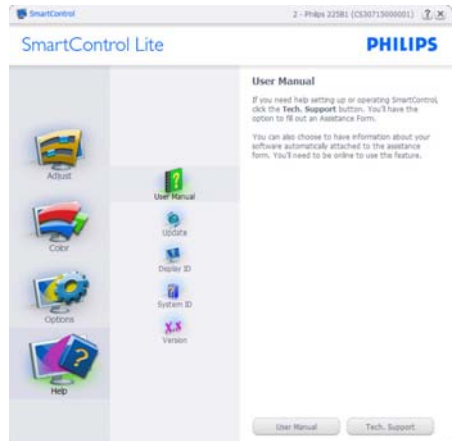 SmartControl
2 - Philips 225B1 (CS30715000001)
? X
SmartControl Lite
PHILIPS
User Manual
If you need help setting up or operating SmartControl,
click the Tech. Support button. You'll have the
option to fill out an Assistance Form.
You can also choose to have information about your
software automatically attached to the assistance
form. You'll need to be online to use the feature.
Adjust
Color
Options
Help
User Manual
Update
Display ID
System ID
X.X
Version
User Manual
Tech. Support